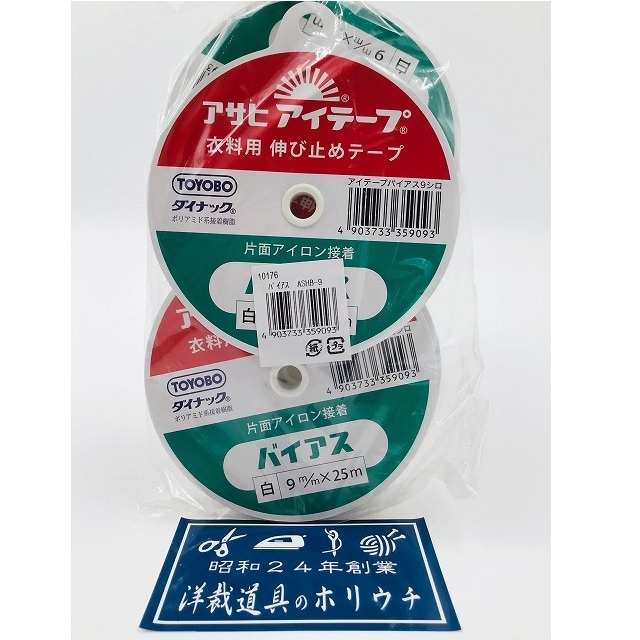 m/m 6 白
アサヒ アイテープ®
衣料用 伸び止めテープ
TOYOBO
ダイナック®
ポリアミド系接着樹脂
アイテープバイアス9シロ
4 903733 359093
片面アイロン接着
10176
バイアス ASHB-9
4 903733 359093
紙 プラ
白
m
アサ
衣料用
TOYOBO
ダイナック®
ポリアミド系接着樹脂
4 903733 359093
片面アイロン接着
バイアス
白 9m/m×25m
昭和24年創業
洋裁道具のホリウチ